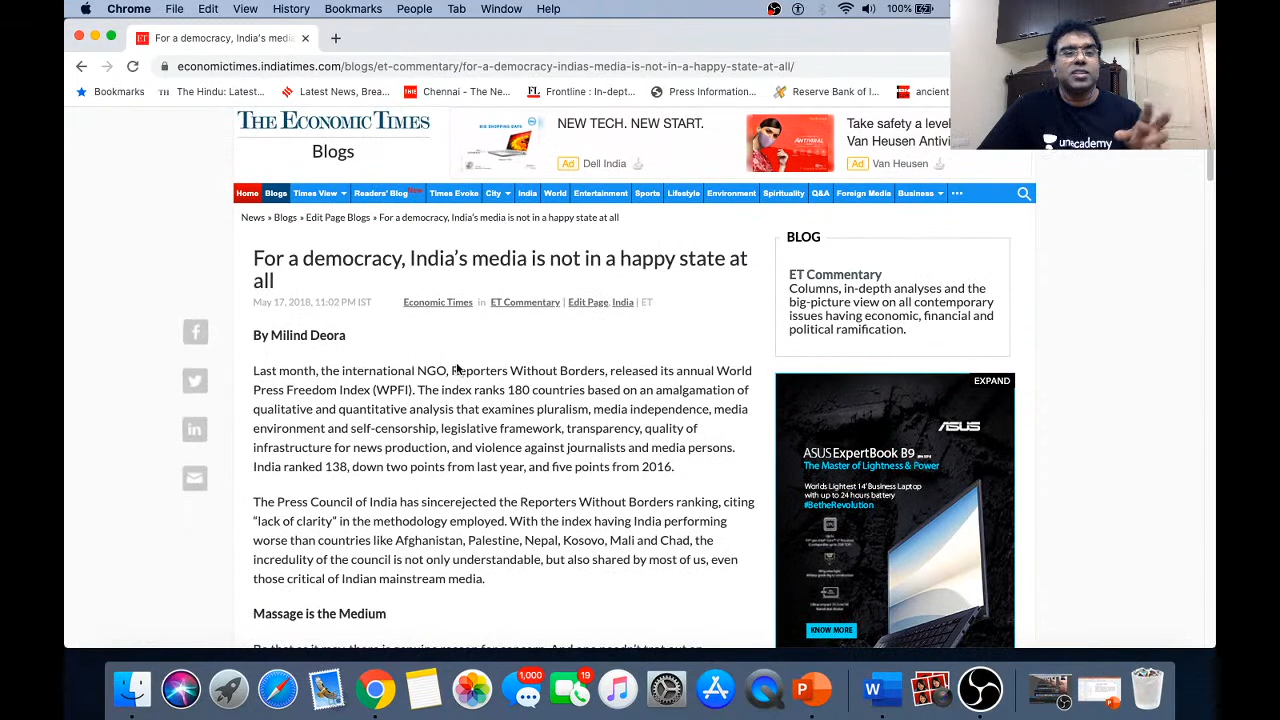 Chrome File Edit View History Bookmarks People Tab Window Help 100%
For a democracy, India's media
economictimes.indiatimes.com/blogs/et-commentary/for-a-democracy-indias-media-is-not-in-a-happy-state-at-all/
Bookmarks The Hindu: Latest... Latest News, Brea... Chennai - The Ne... Frontline : In-dept... Press Information... Reserve Bank of I... ancient
THE ECONOMIC TIMES
Blogs
NEW TECH. NEW START.
Ad Dell India
Take safety a level
Van Heusen Antivi
Ad Van Heusen
unacademy
Home Blogs Times View Readers' Blog New Times Evoke City India World Entertainment Sports Lifestyle Environment Spirituality Q&A Foreign Media Business
News » Blogs » Edit Page Blogs » For a democracy, India's media is not in a happy state at all
For a democracy, India's media is not in a happy state at
all
May 17, 2018, 11:02 PM IST Economic Times in ET Commentary | Edit Page, India | ET
By Milind Deora
Last month, the international NGO, Reporters Without Borders, released its annual World
Press Freedom Index (WPFI). The index ranks 180 countries based on an amalgamation of
qualitative and quantitative analysis that examines pluralism, media independence, media
environment and self-censorship, legislative framework, transparency, quality of
infrastructure for news production, and violence against journalists and media persons.
India ranked 138, down two points from last year, and five points from 2016.
The Press Council of India has sincerejected the Reporters Without Borders ranking, citing
"lack of clarity" in the methodology employed. With the index having India performing
worse than countries like Afghanistan, Palestine, Nepal, Kosovo, Mali and Chad, the
incredulity of the council is not only understandable, but also shared by most of us, even
those critical of Indian mainstream media.
Massage is the Medium
BLOG
ET Commentary
Columns, in-depth analyses and the
big-picture view on all contemporary
issues having economic, financial and
political ramification.
EXPAND
ASUS
ASUS ExpertBook B9
The Master of Lightness & Power
Worlds Lightest 14' Business Laptop
with up to 24 hours battery
#BetheRevolution
KNOW MORE
1,000
19